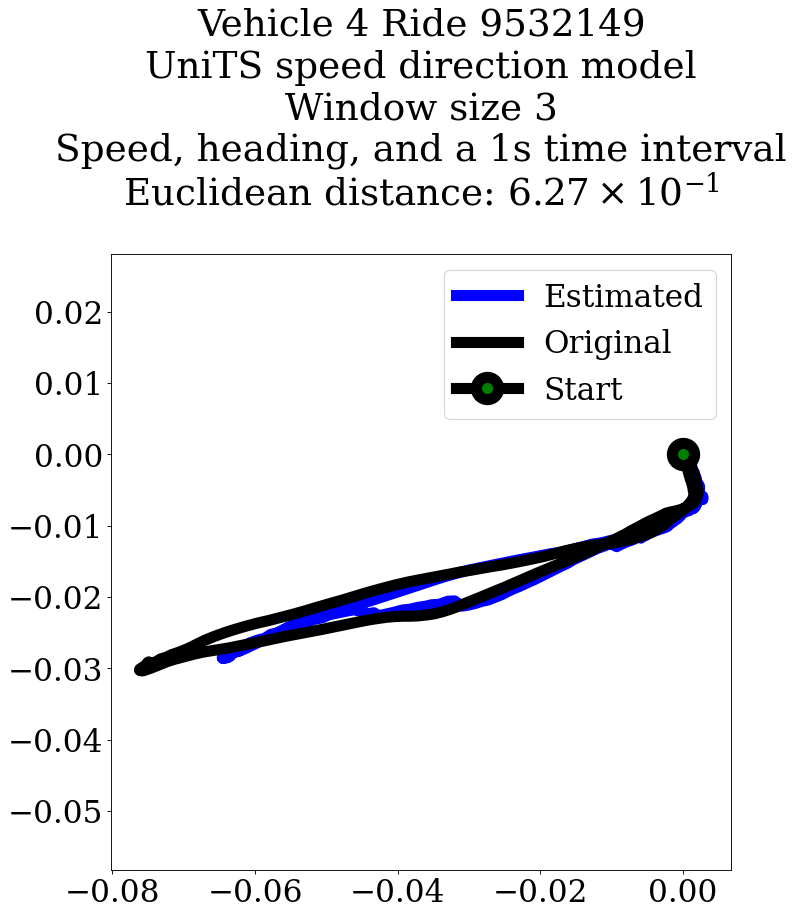 Vehicle 4 Ride 9532149
UniTS speed direction model
Window size 3
Speed, heading, and a 1s time interval
Euclidean distance: 6.27 × 10⁻¹
Estimated
Original
Start
0.02
0.01
0.00
−0.01
−0.02
−0.03
−0.04
−0.05
−0.08 −0.06 −0.04 −0.02 0.00